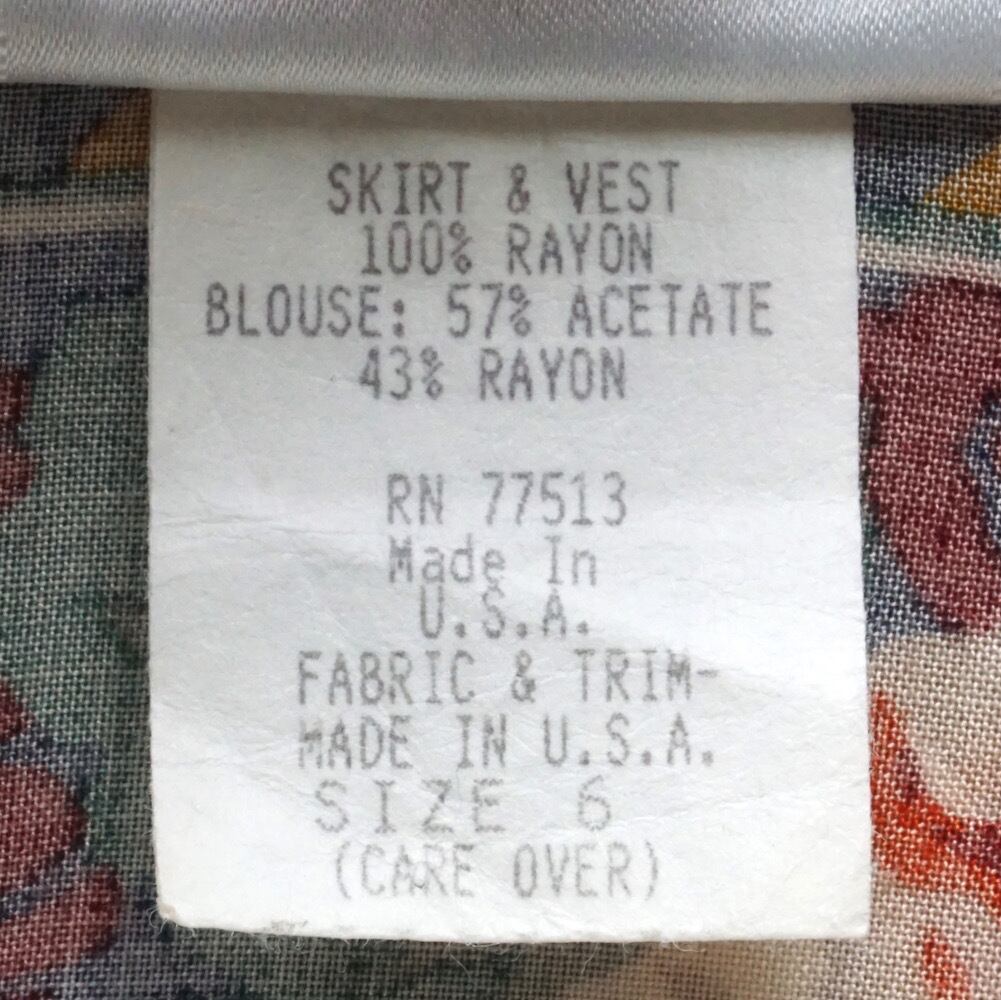 SKIRT & VEST
100% RAYON
BLOUSE: 57% ACETATE
43% RAYON
RN 77513
Made In
U.S.A.
FABRIC & TRIM-
MADE IN U.S.A.
SIZE 6
(CARE OVER)